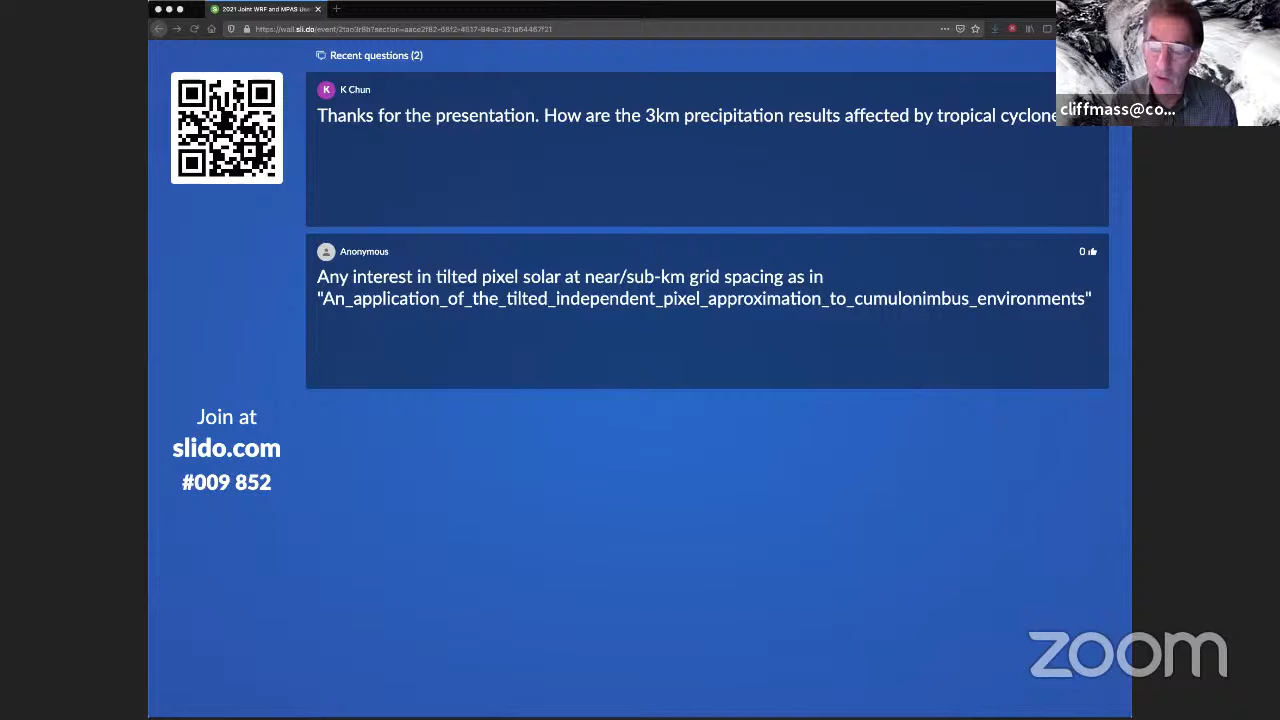 2021 Joint WRF and MPAS Use
Recent questions (2)
K
K Chun
Thanks for the presentation. How are the 3km precipitation results affected by tropical cyclone
cliffmass@co...
Anonymous
0
Any interest in tilted pixel solar at near/sub-km grid spacing as in
"An_application_of_the_tilted_independent_pixel_approximation_to_cumulonimbus_environments"
Join at
slido.com
#009 852
zoom